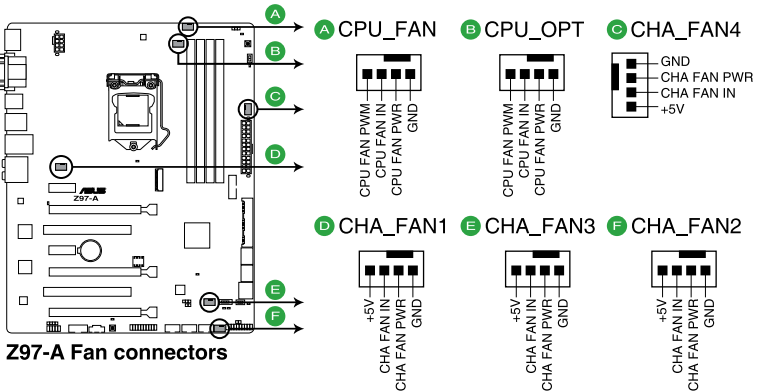 A
B
C
D
E
F
ASUS
Z97-A
Z97-A Fan connectors
A CPU_FAN
CPU FAN PWM
CPU FAN IN
CPU FAN PWR
GND
B CPU_OPT
CPU FAN PWM
CPU FAN IN
CPU FAN PWR
GND
C CHA_FAN4
GND
CHA FAN PWR
CHA FAN IN
+5V
D CHA_FAN1
+5V
CHA FAN IN
CHA FAN PWR
GND
E CHA_FAN3
+5V
CHA FAN IN
CHA FAN PWR
GND
F CHA_FAN2
+5V
CHA FAN IN
CHA FAN PWR
GND